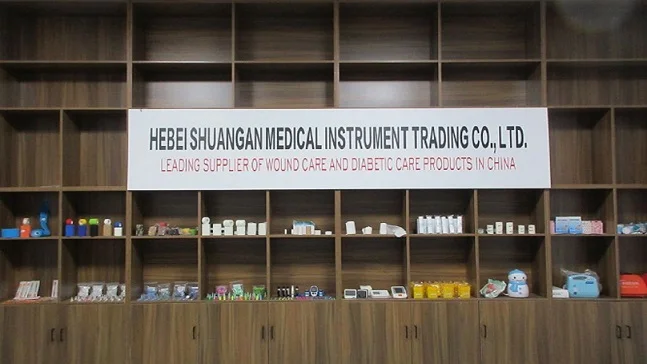 HEBEI SHUANGAN MEDICAL INSTRUMENT TRADING CO., LTD.
LEADING SUPPLIER OF WOUND CARE AND DIABETIC CARE PRODUCTS IN CHINA